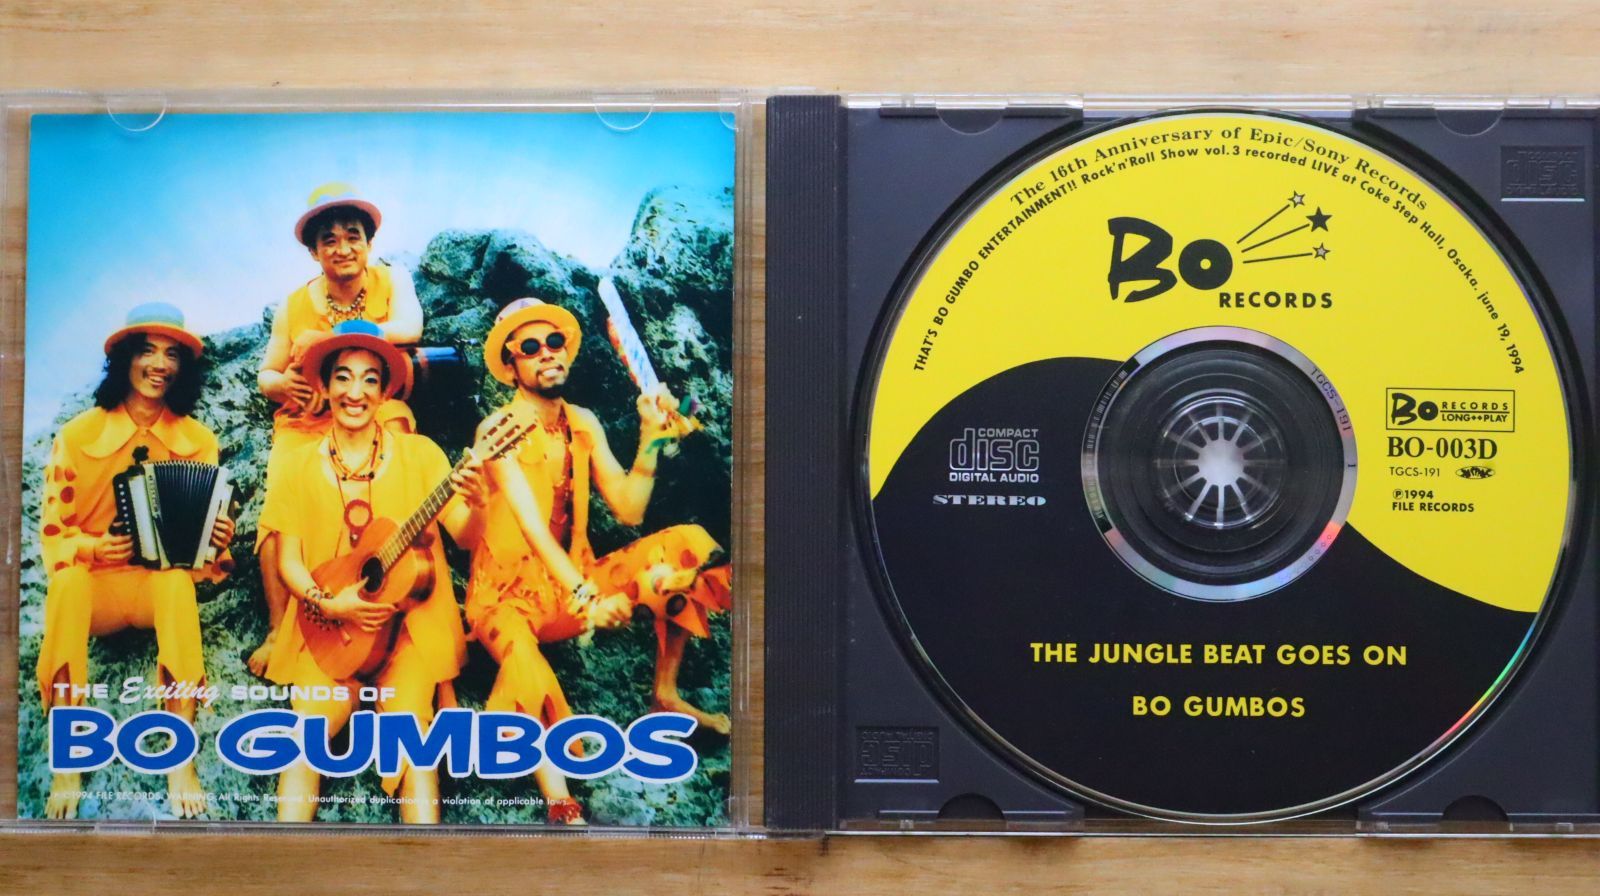 THE Exciting SOUNDS OF
BO GUMBOS
℗©1994 FILE RECORDS. WARNING: All Rights Reserved. Unauthorized duplication is a violation of applicable laws.
The 16th Anniversary of Epic/Sony Records
THAT'S BO GUMBO ENTERTAINMENT!! Rock'n'Roll Show vol.3 recorded LIVE at Coke Step Hall, Osaka. june 19, 1994
BO
RECORDS
TGCS-191 1
BO RECORDS
LONG++PLAY
BO-003D
TGCS-191
℗1994
FILE RECORDS
COMPACT
disc
DIGITAL AUDIO
STEREO
THE JUNGLE BEAT GOES ON
BO GUMBOS